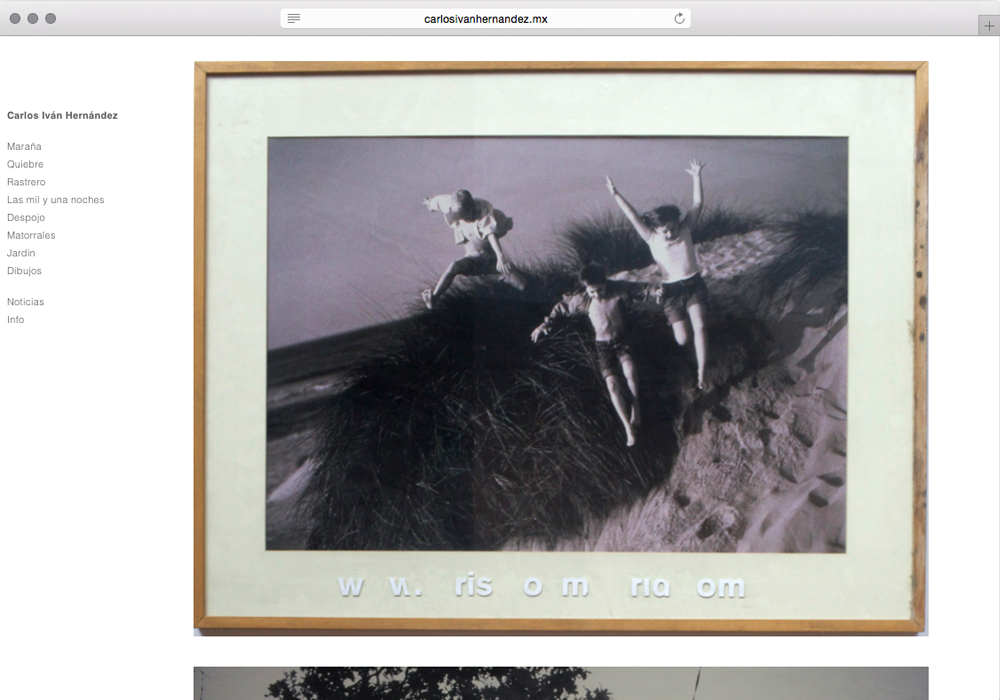 carlosivanhernandez.mx
Carlos Iván Hernández
Maraña
Quiebre
Rastrero
Las mil y una noches
Despojo
Matorrales
Jardín
Dibujos
Noticias
Info
w w. ris o m rıa om